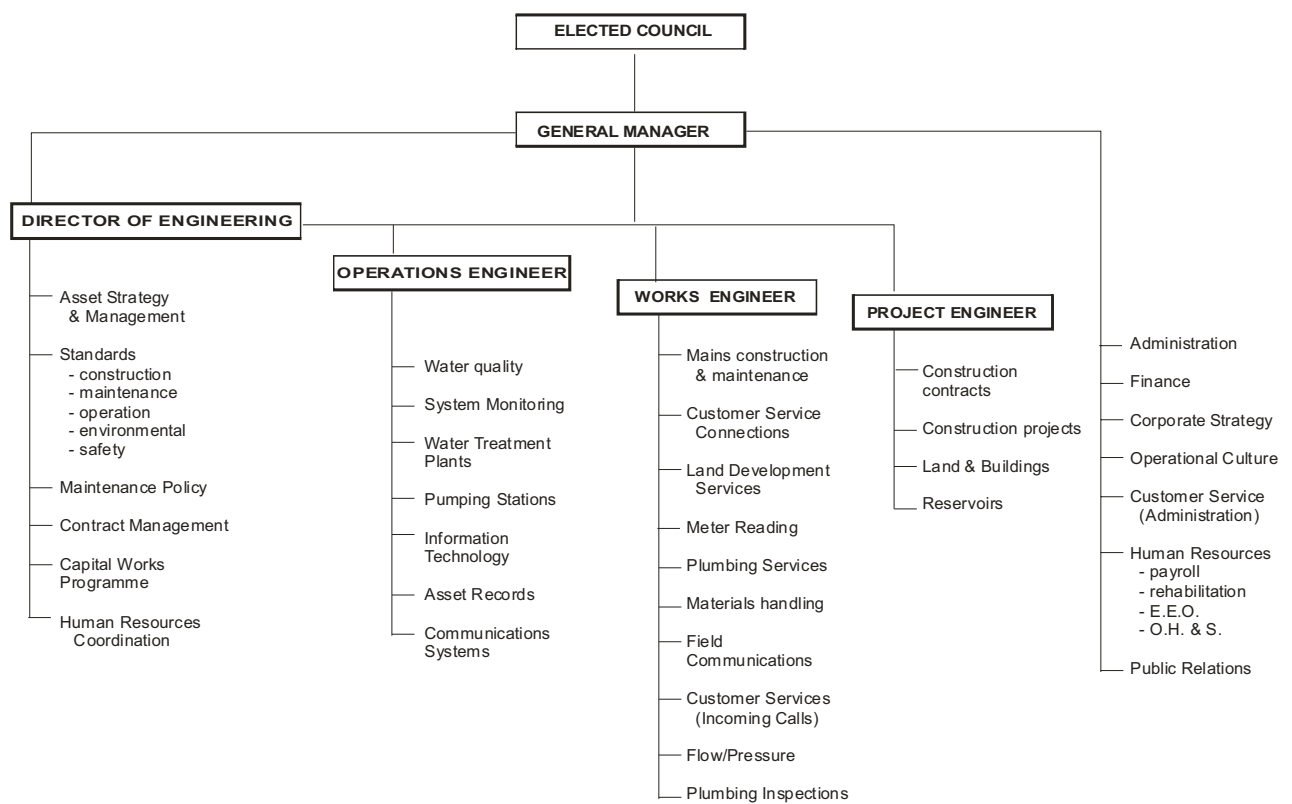 ELECTED COUNCIL
GENERAL MANAGER
DIRECTOR OF ENGINEERING
Asset Strategy
& Management
Standards
- construction
- maintenance
- operation
- environmental
- safety
Maintenance Policy
Contract Management
Capital Works
Programme
Human Resources
Coordination
OPERATIONS ENGINEER
Water quality
System Monitoring
Water Treatment
Plants
Pumping Stations
Information
Technology
Asset Records
Communications
Systems
WORKS ENGINEER
Mains construction
& maintenance
Customer Service
Connections
Land Development
Services
Meter Reading
Plumbing Services
Materials handling
Field
Communications
Customer Services
(Incoming Calls)
Flow/Pressure
Plumbing Inspections
PROJECT ENGINEER
Construction
contracts
Construction projects
Land & Buildings
Reservoirs
Administration
Finance
Corporate Strategy
Operational Culture
Customer Service
(Administration)
Human Resources
- payroll
- rehabilitation
- E.E.O.
- O.H. & S.
Public Relations